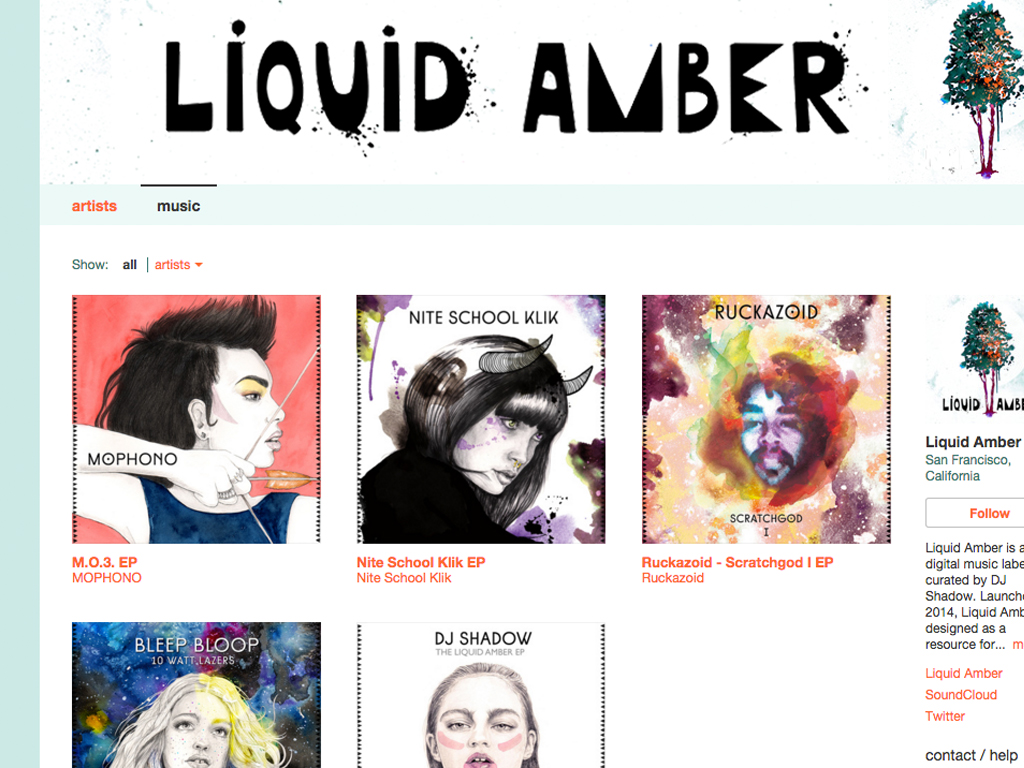 LIQUID AMBER
artists music
Show: all | artists
MOPHONO
NITE SCHOOL KLIK
RUCKAZOID
SCRATCHGOD
I
M.O.3. EP
MOPHONO
Nite School Klik EP
Nite School Klik
Ruckazoid - Scratchgod I EP
Ruckazoid
BLEEP BLOOP
10 WATT LAZERS
DJ SHADOW
THE LIQUID AMBER EP
LIQUID AMBE
Liquid Amber
San Francisco,
California
Follow
Liquid Amber is a
digital music labe
curated by DJ
Shadow. Launche
2014, Liquid Amb
designed as a
resource for... m
Liquid Amber
SoundCloud
Twitter
contact / help